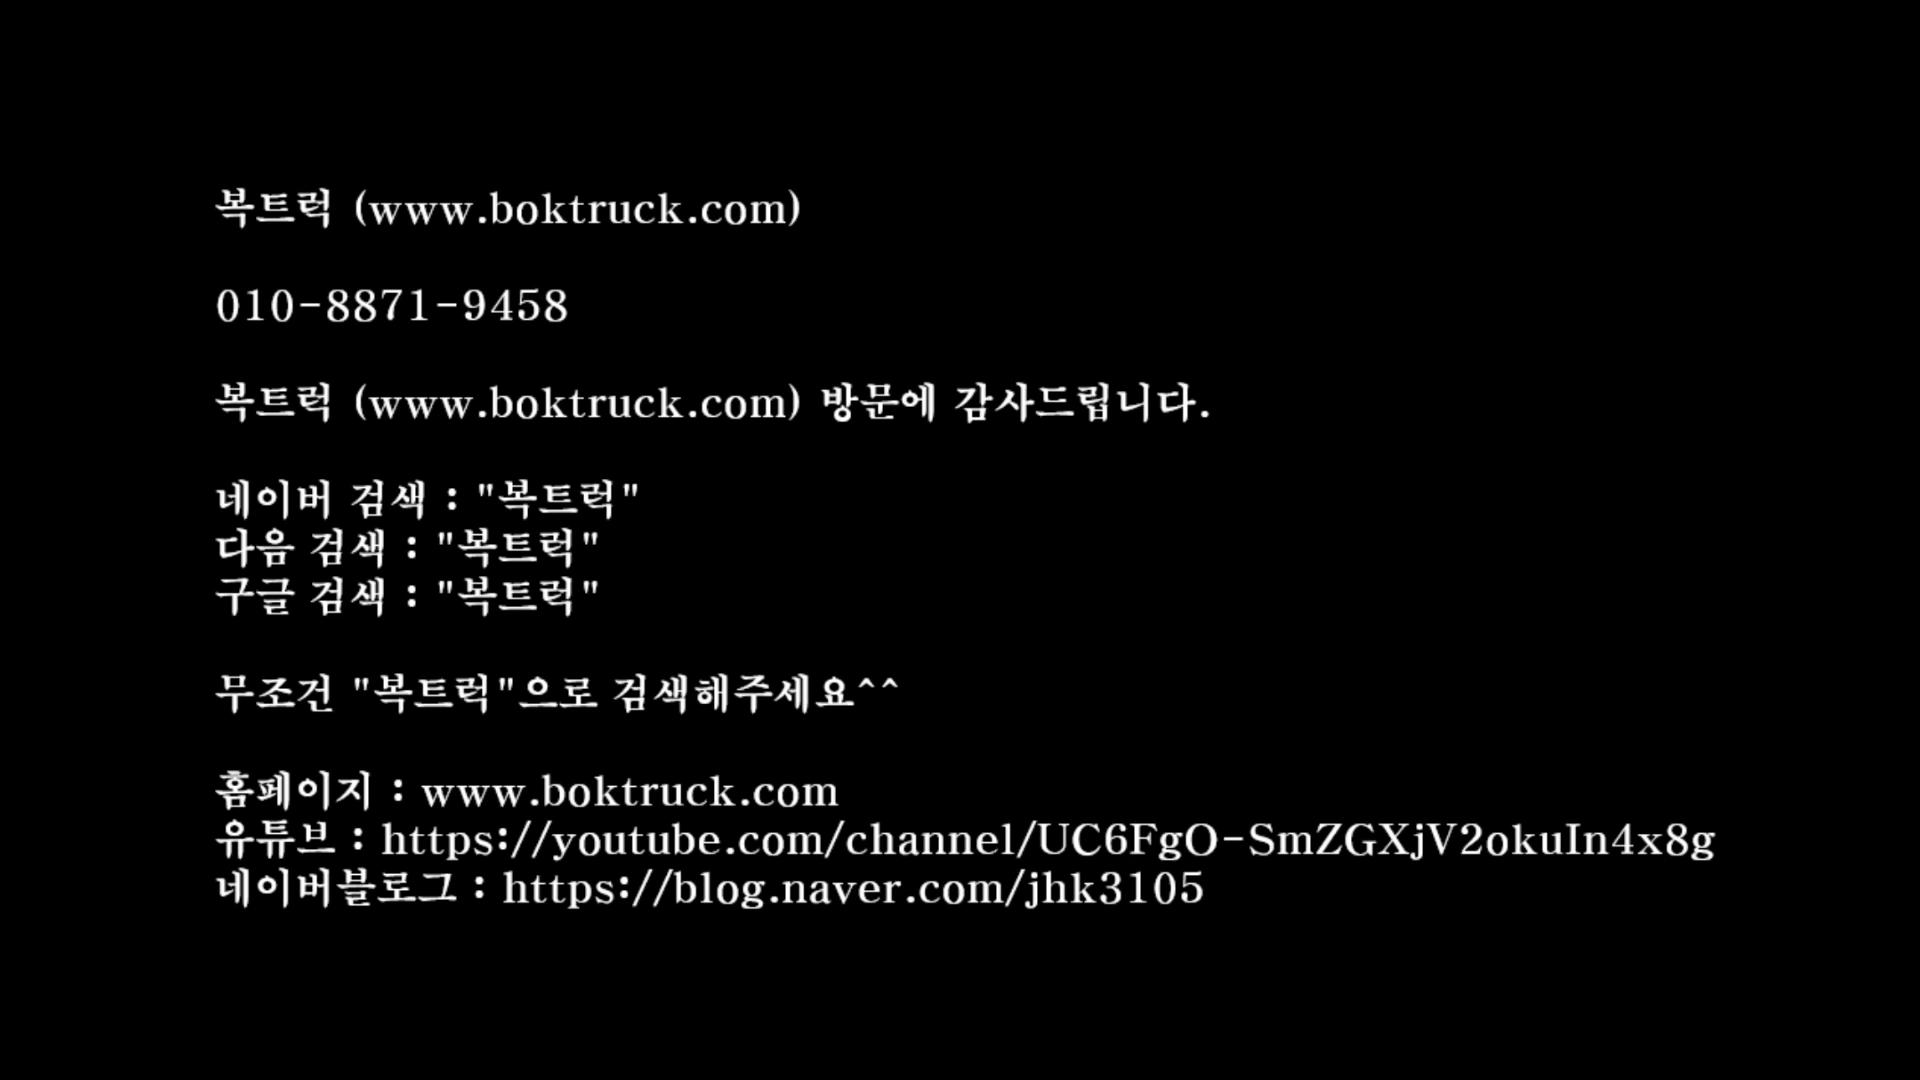 복트럭 (www.boktruck.com)
010-8871-9458
복트럭 (www.boktruck.com) 방문에 감사드립니다.
네이버 검색 : "복트럭"
다음 검색 : "복트럭"
구글 검색 : "복트럭"
무조건 "복트럭"으로 검색해주세요^^
홈페이지 : www.boktruck.com
유튜브 : https://youtube.com/channel/UC6FgO-SmZGXjV2okuIn4x8g
네이버블로그 : https://blog.naver.com/jhk3105